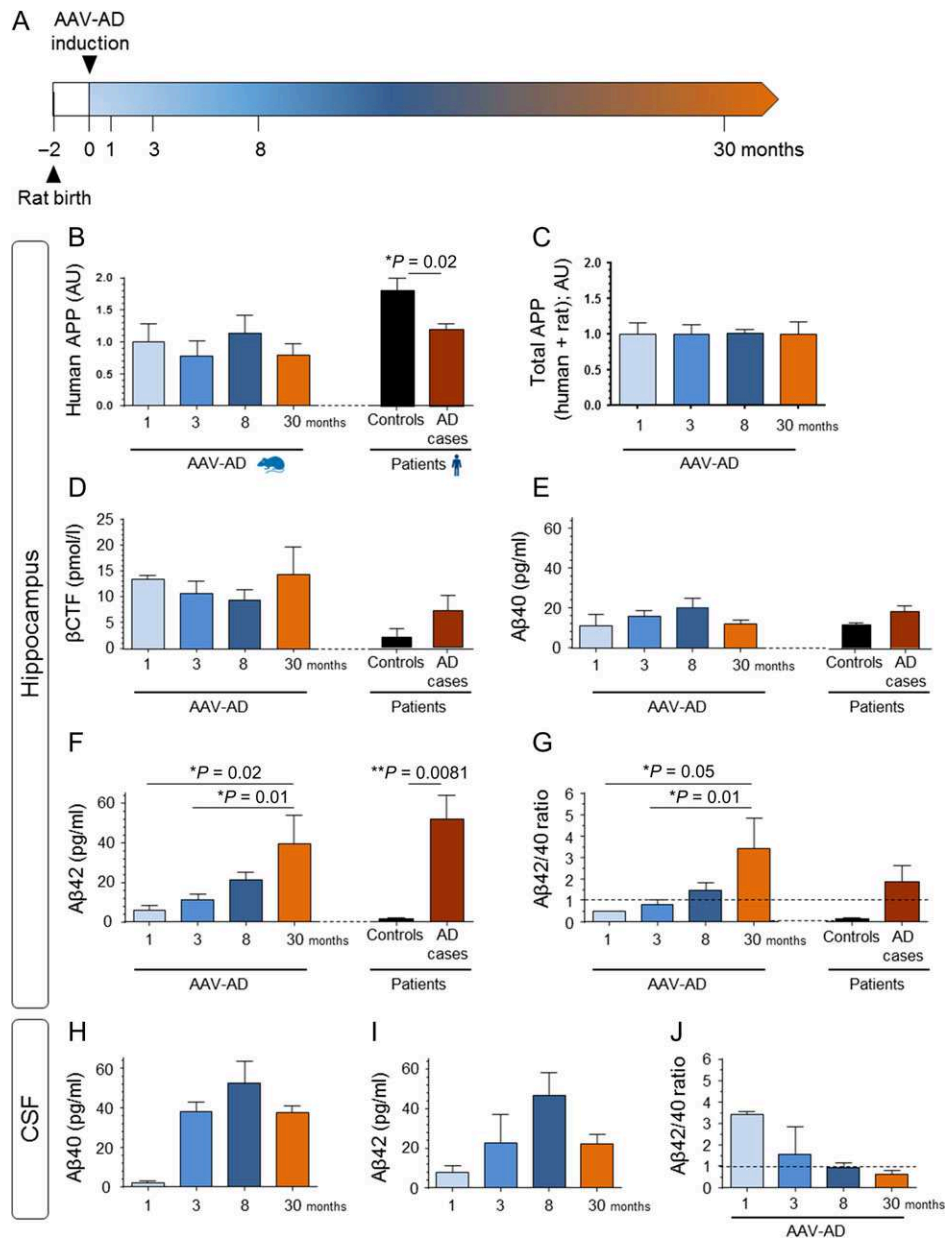 A
AAV-AD
induction
–2 0 1 3 8 30 months
Rat birth
Hippocampus
B
Human APP (AU)
2.0
1.5
1.0
0.5
0.0
*P = 0.02
1 3 8 30 months
Controls AD
cases
AAV-AD
Patients
C
Total APP
(human + rat); AU)
2.0
1.5
1.0
0.5
0.0
1 3 8 30 months
AAV-AD
D
βCTF (pmol/l)
25
20
15
10
5
0
1 3 8 30 months
Controls AD
cases
AAV-AD
Patients
E
Aβ40 (pg/ml)
60
40
20
0
1 3 8 30 months
Controls AD
cases
AAV-AD
Patients
F
Aβ42 (pg/ml)
60
40
20
0
*P = 0.02
*P = 0.01
**P = 0.0081
1 3 8 30 months
Controls AD
cases
AAV-AD
Patients
G
Aβ42/40 ratio
6
5
4
3
2
1
0
*P = 0.05
*P = 0.01
1 3 8 30 months
Controls AD
cases
AAV-AD
Patients
CSF
H
Aβ40 (pg/ml)
60
40
20
0
1 3 8 30 months
I
Aβ42 (pg/ml)
60
40
20
0
1 3 8 30 months
J
Aβ42/40 ratio
6
4
3
2
1
0
1 3 8 30 months
AAV-AD